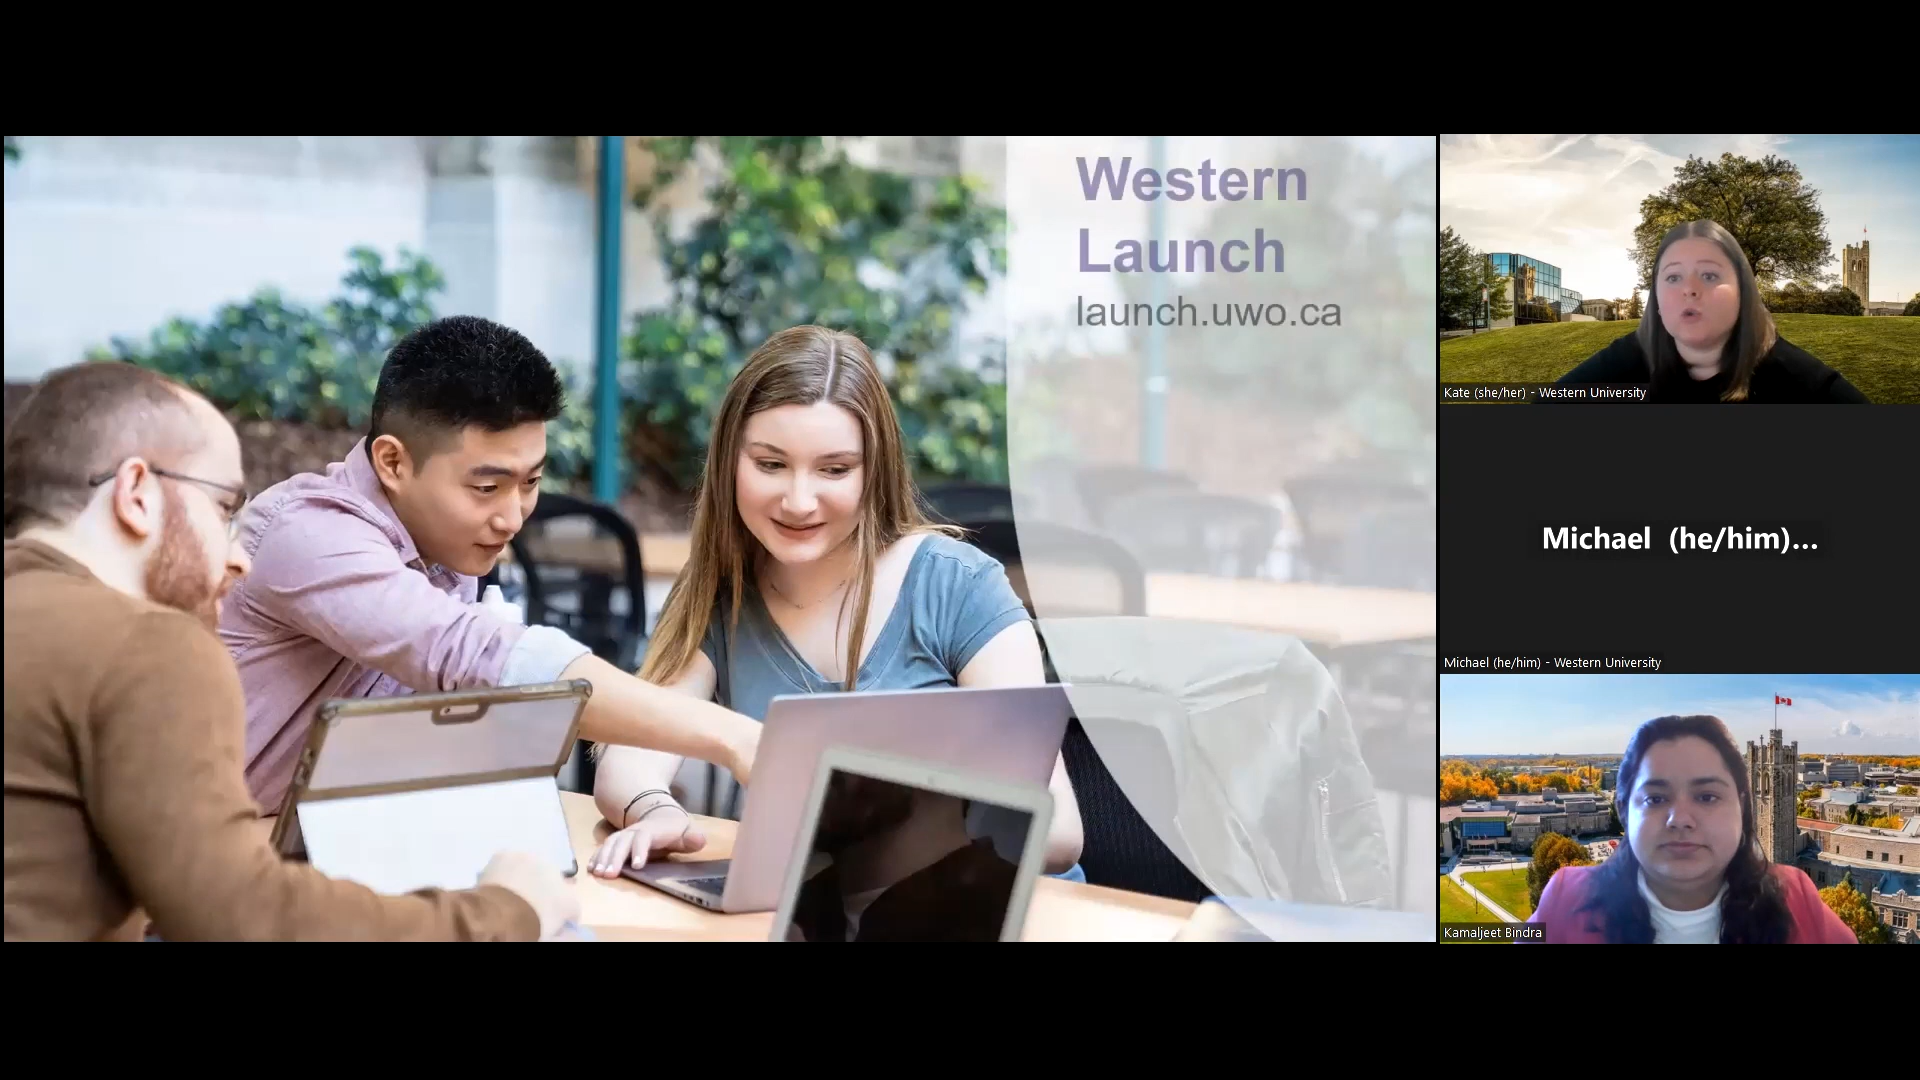 Western
Launch
launch.uwo.ca
Kate (she/her) - Western University
Michael (he/him)...
Michael (he/him) - Western University
Kamaljeet Bindra